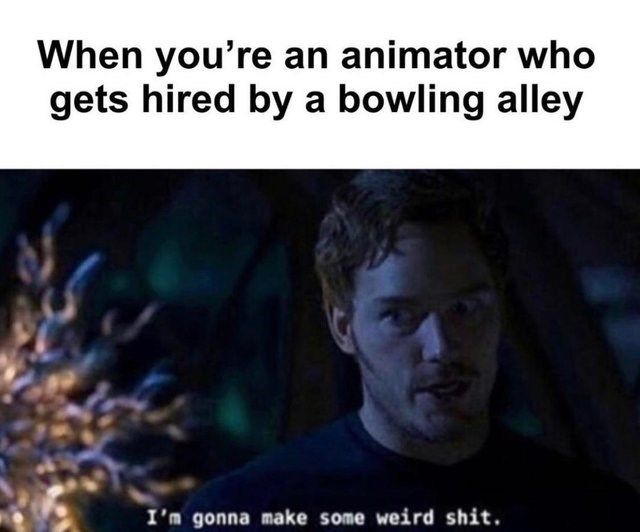 When you’re an animator who
gets hired by a bowling alley
I'm gonna make some weird shit.